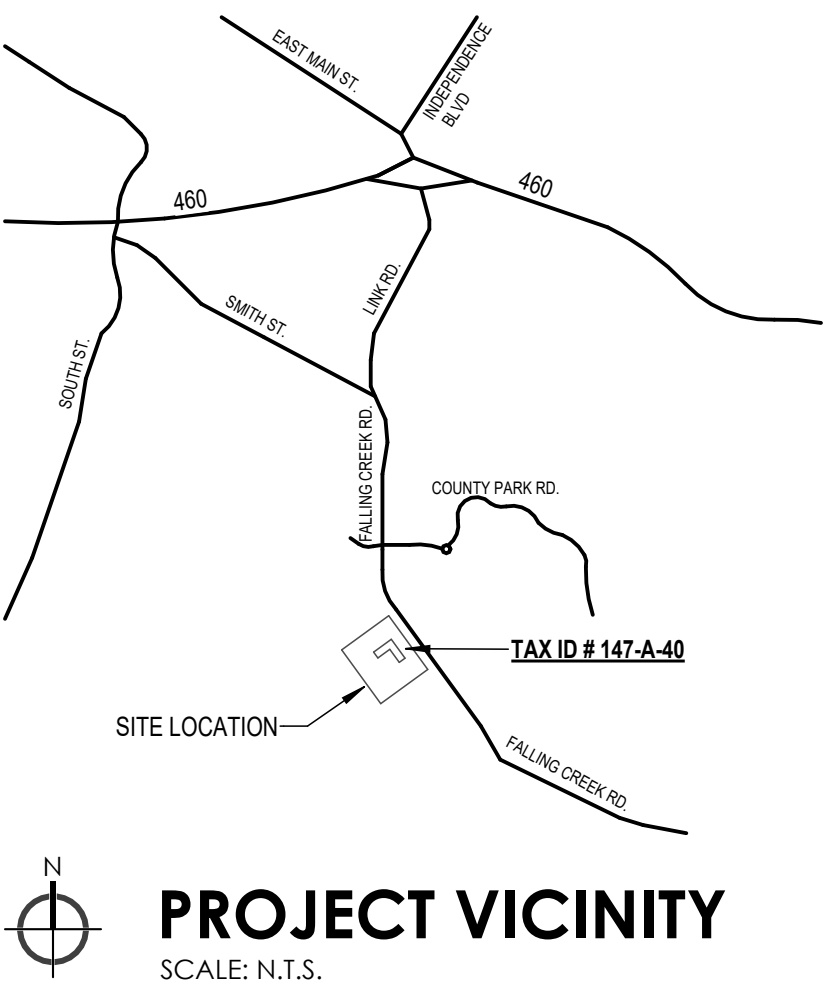 EAST MAIN ST.
INDEPENDENCE
BLVD
460
460
LINK RD.
SMITH ST.
SOUTH ST.
FALLING CREEK RD.
COUNTY PARK RD.
TAX ID # 147-A-40
SITE LOCATION
FALLING CREEK RD.
N
PROJECT VICINITY
SCALE: N.T.S.